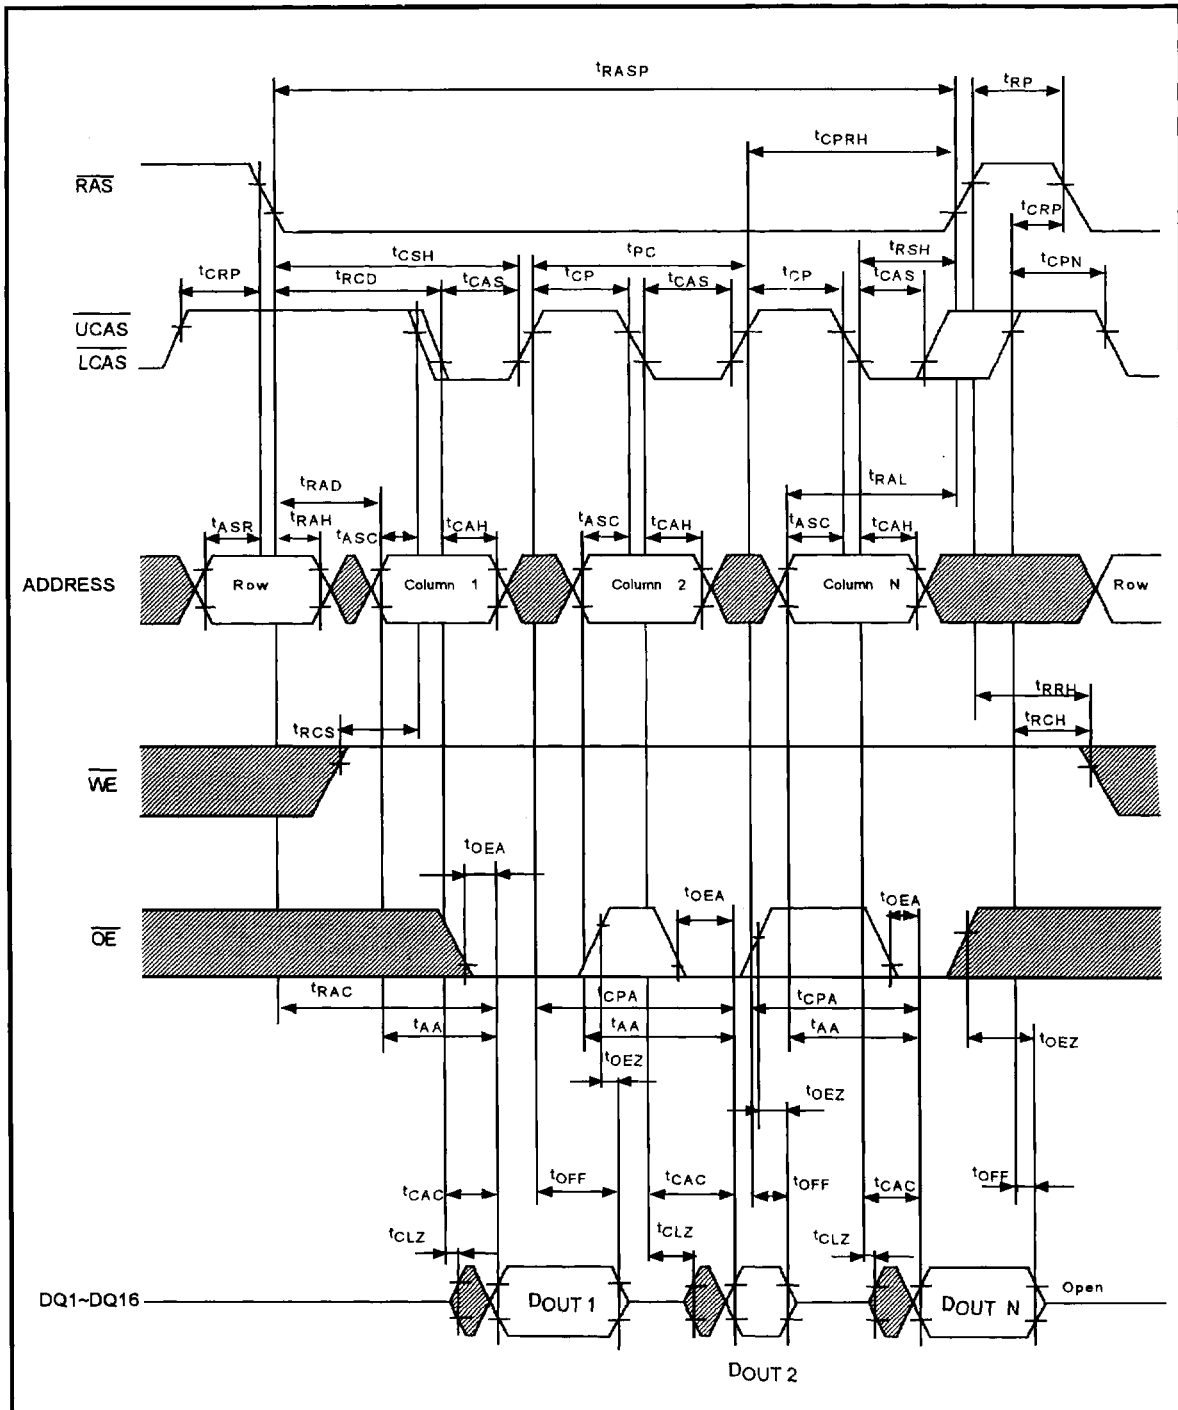 tRASP
tRP
tCPRH
RAS
tCRP
tCSH
tPC
tRSH
tCRP
tRCD
tCAS
tCP
tCAS
tCP
tCAS
tCPN
UCAS
LCAS
tRAL
tRAD
tASR
tRAH
tASC
tCAH
tASC
tCAH
tASC
tCAH
ADDRESS
Row
Column 1
Column 2
Column N
Row
tRRH
tRCS
tRCH
WE
tOEA
tOEA
tOEA
OE
tRAC
tCPA
tCPA
tAA
tAA
tAA
tOEZ
tOEZ
tOEZ
tCAC
tOFF
tCAC
tOFF
tCAC
tOFF
tCLZ
tCLZ
tCLZ
DQ1~DQ16
DOUT 1
DOUT N
Open
DOUT 2